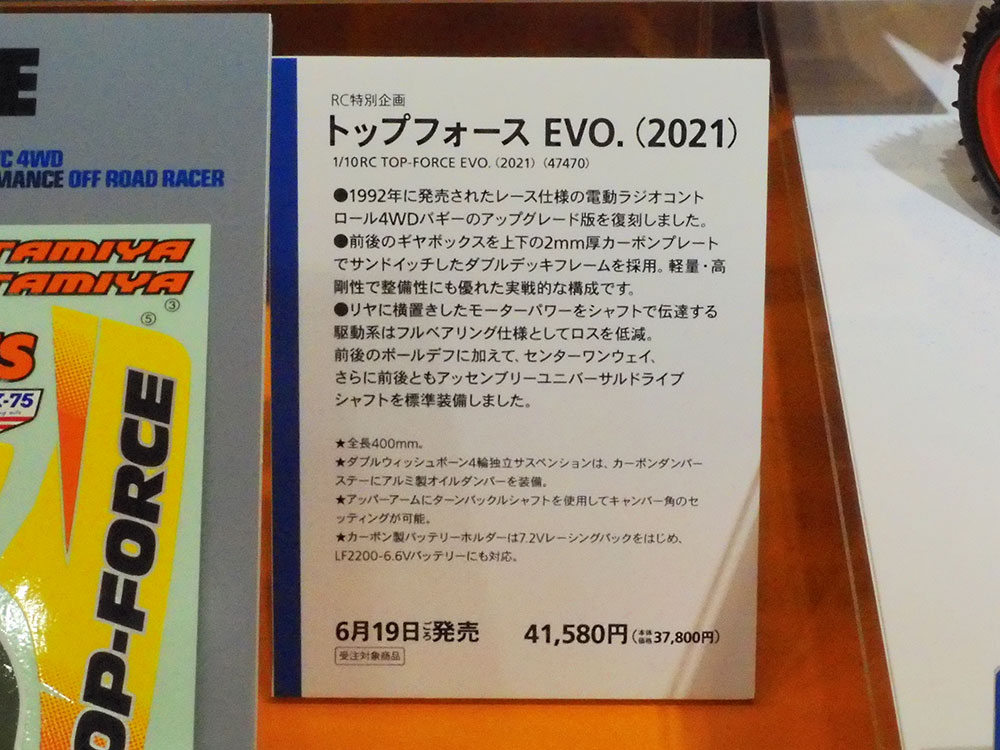 E
C 4WD
MANCE OFF ROAD RACER
TAMIYA
TAMIYA
③
⑤
S
-75
TOP-FORCE
RC特別企画
トップフォース EVO.(2021)
1/10RC TOP-FORCE EVO.(2021)(47470)
●1992年に発売されたレース仕様の電動ラジオコント
ロール4WDバギーのアップグレード版を復刻しました。
●前後のギヤボックスを上下の2mm厚カーボンプレート
でサンドイッチしたダブルデッキフレームを採用。軽量・高
剛性で整備性にも優れた実戦的な構成です。
●リヤに横置きしたモーターパワーをシャフトで伝達する
駆動系はフルベアリング仕様としてロスを低減。
前後のボールデフに加えて、センターワンウェイ、
さらに前後ともアッセンブリーユニバーサルドライブ
シャフトを標準装備しました。
★全長400mm。
★ダブルウィッシュボーン4輪独立サスペンションは、カーボンダンパー
ステーにアルミ製オイルダンパーを装備。
★アッパーアームにターンバックルシャフトを使用してキャンバー角のセ
ッティングが可能。
★カーボン製バッテリーホルダーは7.2Vレーシングパックをはじめ、
LF2200-6.6Vバッテリーにも対応。
6月19日ごろ発売 41,580円(本体価格37,800円)
受注対象商品